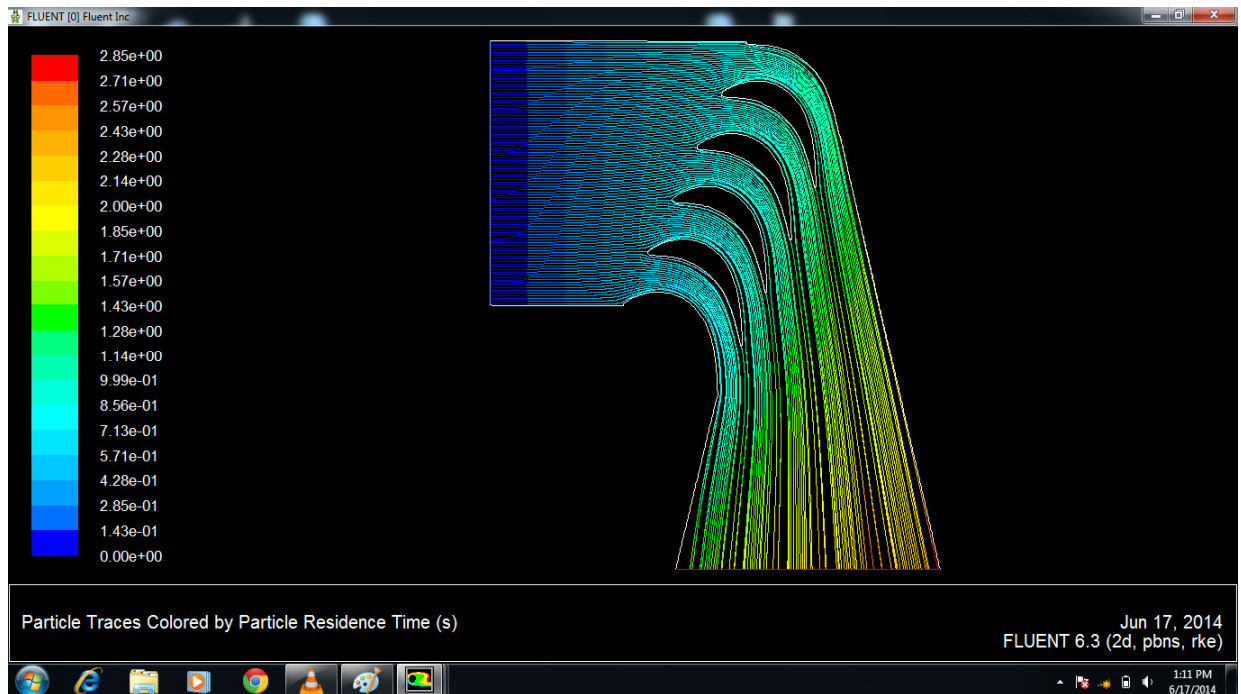 FLUENT [0] Fluent Inc
2.85e+00
2.71e+00
2.57e+00
2.43e+00
2.28e+00
2.14e+00
2.00e+00
1.85e+00
1.71e+00
1.57e+00
1.43e+00
1.28e+00
1.14e+00
9.99e-01
8.56e-01
7.13e-01
5.71e-01
4.28e-01
2.85e-01
1.43e-01
0.00e+00
Particle Traces Colored by Particle Residence Time (s)
Jun 17, 2014
FLUENT 6.3 (2d, pbns, rke)
1:11 PM
6/17/2014